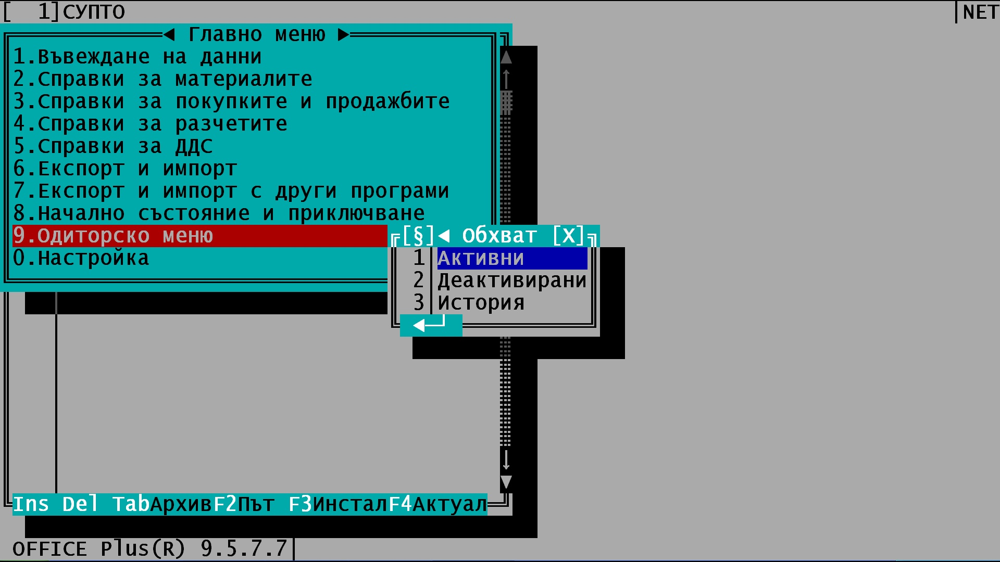 [  1]СУПТО
NET
Главно меню
1.Въвеждане на данни
2.Справки за материалите
3.Справки за покупките и продажбите
4.Справки за разчетите
5.Справки за ДДС
6.Експорт и импорт
7.Експорт и импорт с други програми
8.Начално състояние и приключване
9.Одиторско меню
0.Настройка
[§]◄ Обхват [X]
1 Активни
2 Деактивирани
3 История
Ins Del TabАрхивF2Път F3ИнсталF4Актуал
OFFICE Plus(R) 9.5.7.7